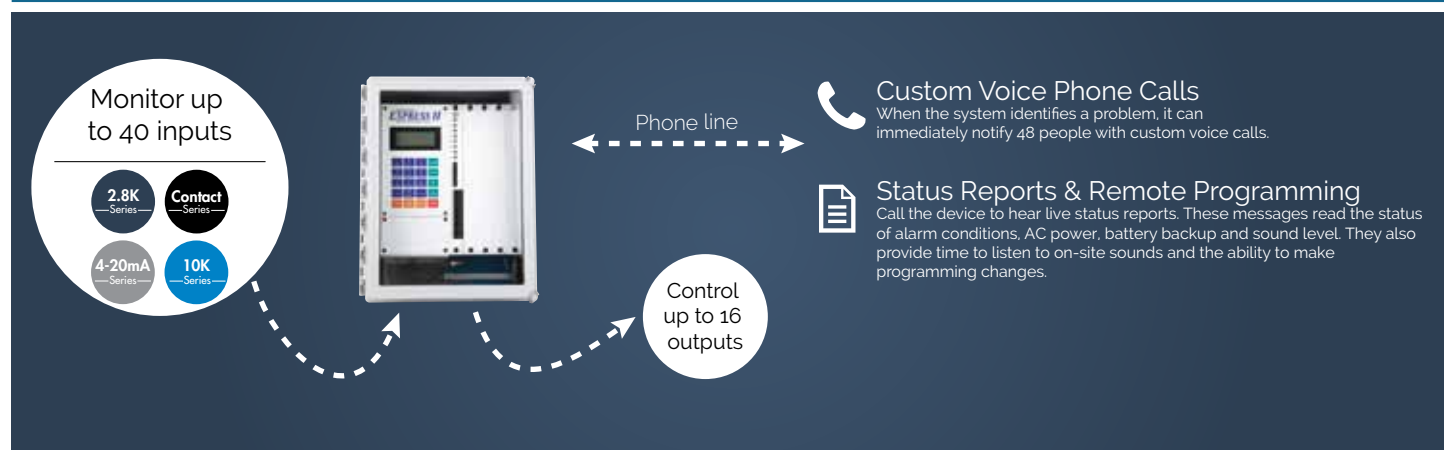 Monitor up
to 40 inputs
2.8K
Series
Contact
Series
4-20mA
Series
10K
Series
Phone line
Control
up to 16
outputs
Custom Voice Phone Calls
When the system identifies a problem, it can
immediately notify 48 people with custom voice calls.
Status Reports & Remote Programming
Call the device to hear live status reports. These messages read the status
of alarm conditions, AC power, battery backup and sound level. They also
provide time to listen to on-site sounds and the ability to make
programming changes.